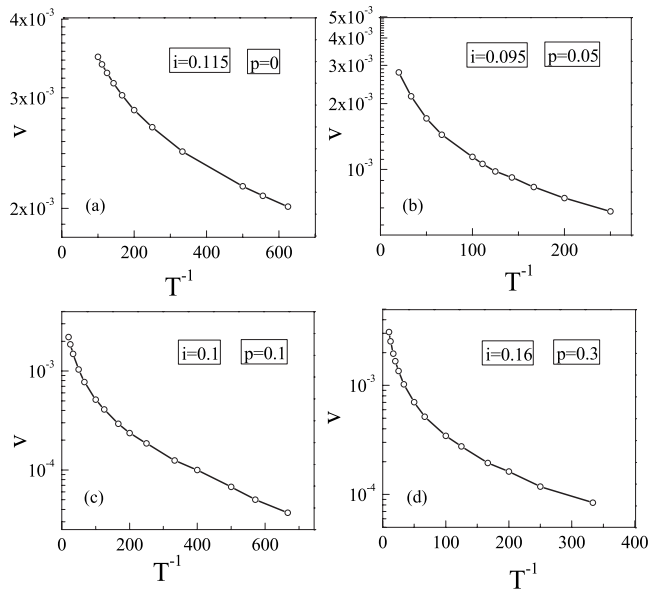 4x10⁻³
3x10⁻³
2x10⁻³
v
i=0.115 p=0
(a)
0 200 400 600
T⁻¹
5x10⁻³
4x10⁻³
3x10⁻³
2x10⁻³
10⁻³
v
i=0.095 p=0.05
(b)
0 100 200
T⁻¹
10⁻³
10⁻⁴
v
i=0.1 p=0.1
(c)
0 200 400 600
T⁻¹
10⁻³
10⁻⁴
v
i=0.16 p=0.3
(d)
0 100 200 300 400
T⁻¹